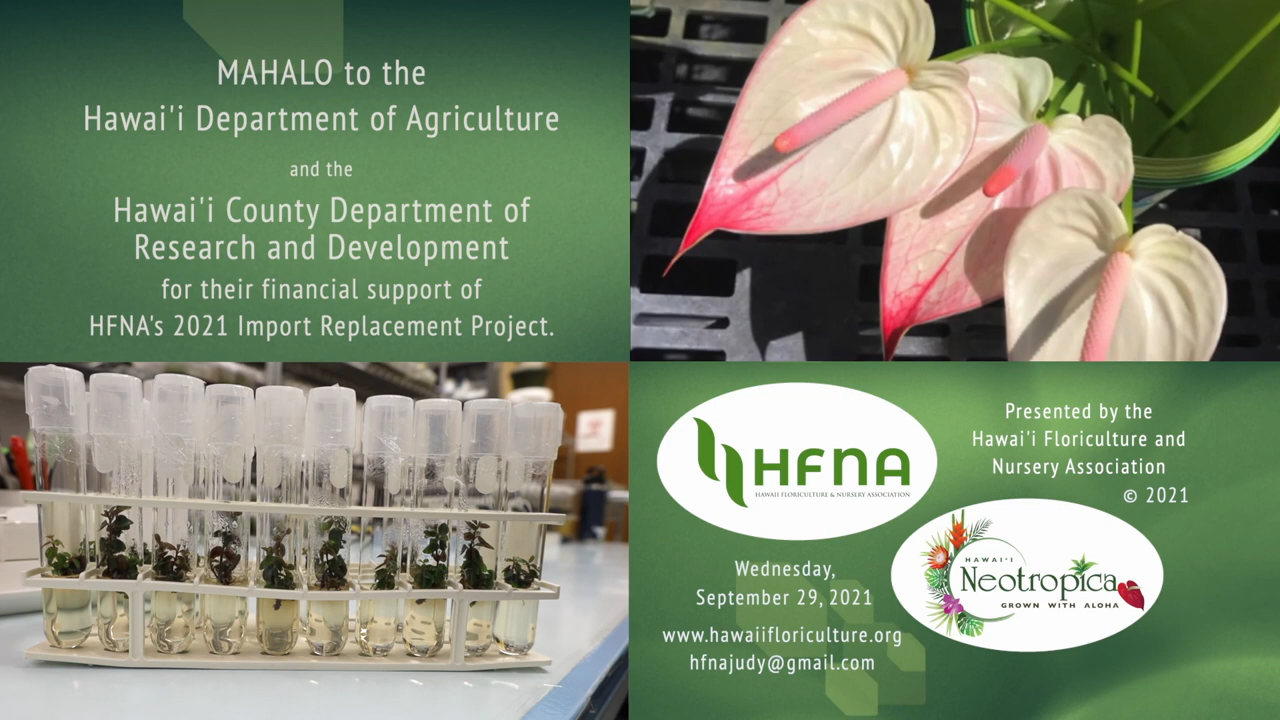 MAHALO to the
Hawai'i Department of Agriculture
and the
Hawai'i County Department of
Research and Development
for their financial support of
HFNA's 2021 Import Replacement Project.
HFNA
HAWAII FLORICULTURE & NURSERY ASSOCIATION
Presented by the
Hawai'i Floriculture and
Nursery Association
© 2021
HAWAI'I
Neotropica
GROWN WITH ALOHA
Wednesday,
September 29, 2021
www.hawaiifloriculture.org
hfnajudy@gmail.com